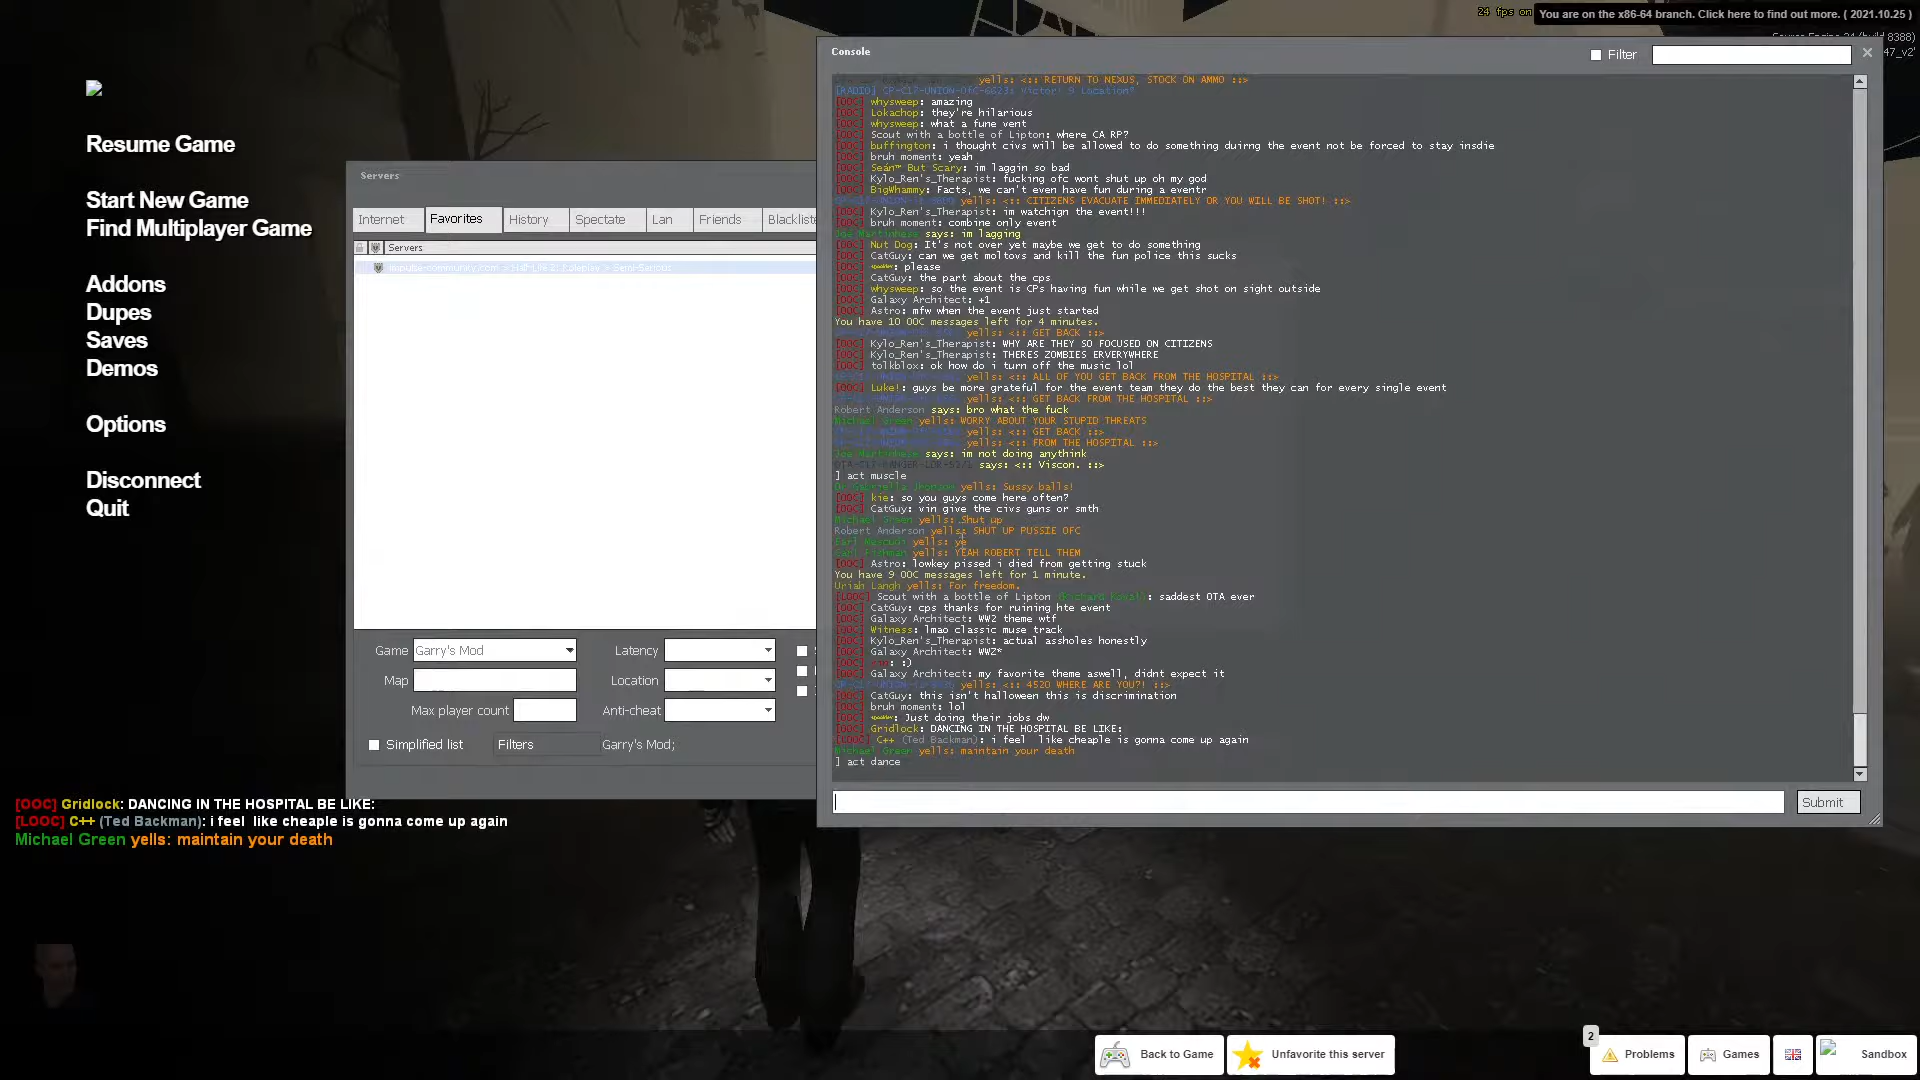 24 fps on
You are on the x86-64 branch. Click here to find out more. ( 2021.10.25 )
8388)
47_v2'
Resume Game
Start New Game
Find Multiplayer Game
Addons
Dupes
Saves
Demos
Options
Disconnect
Quit
Servers
Internet
Favorites
History
Spectate
Lan
Friends
Blackliste
Servers
Game
Garry's Mod
Latency
Map
Location
Max player count
Anti-cheat
Simplified list
Filters
Garry's Mod;
Console
Filter
yells: <:: RETURN TO NEXUS, STOCK ON AMMO ::>
[OOC] whysweep: amazing
[OOC] Lokachop: they're hilarious
[OOC] whysweep: what a fune vent
[OOC] Scout with a bottle of Lipton: where CA RP?
[OOC] buffington: i thought civs will be allowed to do something duirng the event not be forced to stay insdie
[OOC] bruh moment: yeah
[OOC] Seán™ But Scary: im laggin so bad
[OOC] Kylo_Ren's_Therapist: fucking ofc wont shut up oh my god
[OOC] BigWhammy: Facts, we can't even have fun during a eventr
yells: <:: CITIZENS EVACUATE IMMEDIATELY OR YOU WILL BE SHOT! ::>
[OOC] Kylo_Ren's_Therapist: im watchign the event!!!
[OOC] bruh moment: combine only event
Joe Martinhese says: im lagging
[OOC] Nut Dog: It's not over yet maybe we get to do something
[OOC] CatGuy: can we get moltovs and kill the fun police this sucks
[OOC] : please
[OOC] CatGuy: the part about the cps
[OOC] whysweep: so the event is CPs having fun while we get shot on sight outside
[OOC] Galaxy Architect: +1
[OOC] Astro: mfw when the event just started
You have 10 OOC messages left for 4 minutes.
yells: <:: GET BACK ::>
[OOC] Kylo_Ren's_Therapist: WHY ARE THEY SO FOCUSED ON CITIZENS
[OOC] Kylo_Ren's_Therapist: THERES ZOMBIES ERVERYWHERE
[OOC] tolkblox: ok how do i turn off the music lol
yells: <:: ALL OF YOU GET BACK FROM THE HOSPITAL ::>
[OOC] Luke!: guys be more grateful for the event team they do the best they can for every single event
yells: <:: GET BACK FROM THE HOSPITAL ::>
Robert Anderson says: bro what the fuck
Michael Green yells: WORRY ABOUT YOUR STUPID THREATS
yells: <:: GET BACK ::>
yells: <:: FROM THE HOSPITAL ::>
Joe Martinhese says: im not doing anythink
says: <:: Viscon. ::>
] act muscle
yells: Sussy balls!
[OOC] kie: so you guys come here often?
[OOC] CatGuy: vin give the civs guns or smth
Michael Green yells: Shut up
Robert Anderson yells: SHUT UP PUSSIE OFC
yells: ye
yells: YEAH ROBERT TELL THEM
[OOC] Astro: lowkey pissed i died from getting stuck
You have 9 OOC messages left for 1 minute.
Uriah Langh yells: For freedom.
[LOOC] Scout with a bottle of Lipton : saddest OTA ever
[OOC] CatGuy: cps thanks for ruining hte event
[OOC] Galaxy Architect: WW2 theme wtf
[OOC] Witness: lmao classic muse track
[OOC] Kylo_Ren's_Therapist: actual assholes honestly
[OOC] Galaxy Architect: WWZ*
[OOC] : :)
[OOC] Galaxy Architect: my favorite theme aswell, didnt expect it
yells: <:: 4520 WHERE ARE YOU?! ::>
[OOC] CatGuy: this isn't halloween this is discrimination
[OOC] bruh moment: lol
[OOC] : Just doing their jobs dw
[OOC] Gridlock: DANCING IN THE HOSPITAL BE LIKE:
[LOOC] C++ (Ted Backman): i feel like cheaple is gonna come up again
Michael Green yells: maintain your death
] act dance
Submit
[OOC] Gridlock: DANCING IN THE HOSPITAL BE LIKE:
[LOOC] C++ (Ted Backman): i feel like cheaple is gonna come up again
Michael Green yells: maintain your death
Back to Game
Unfavorite this server
2
Problems
Games
Sandbox